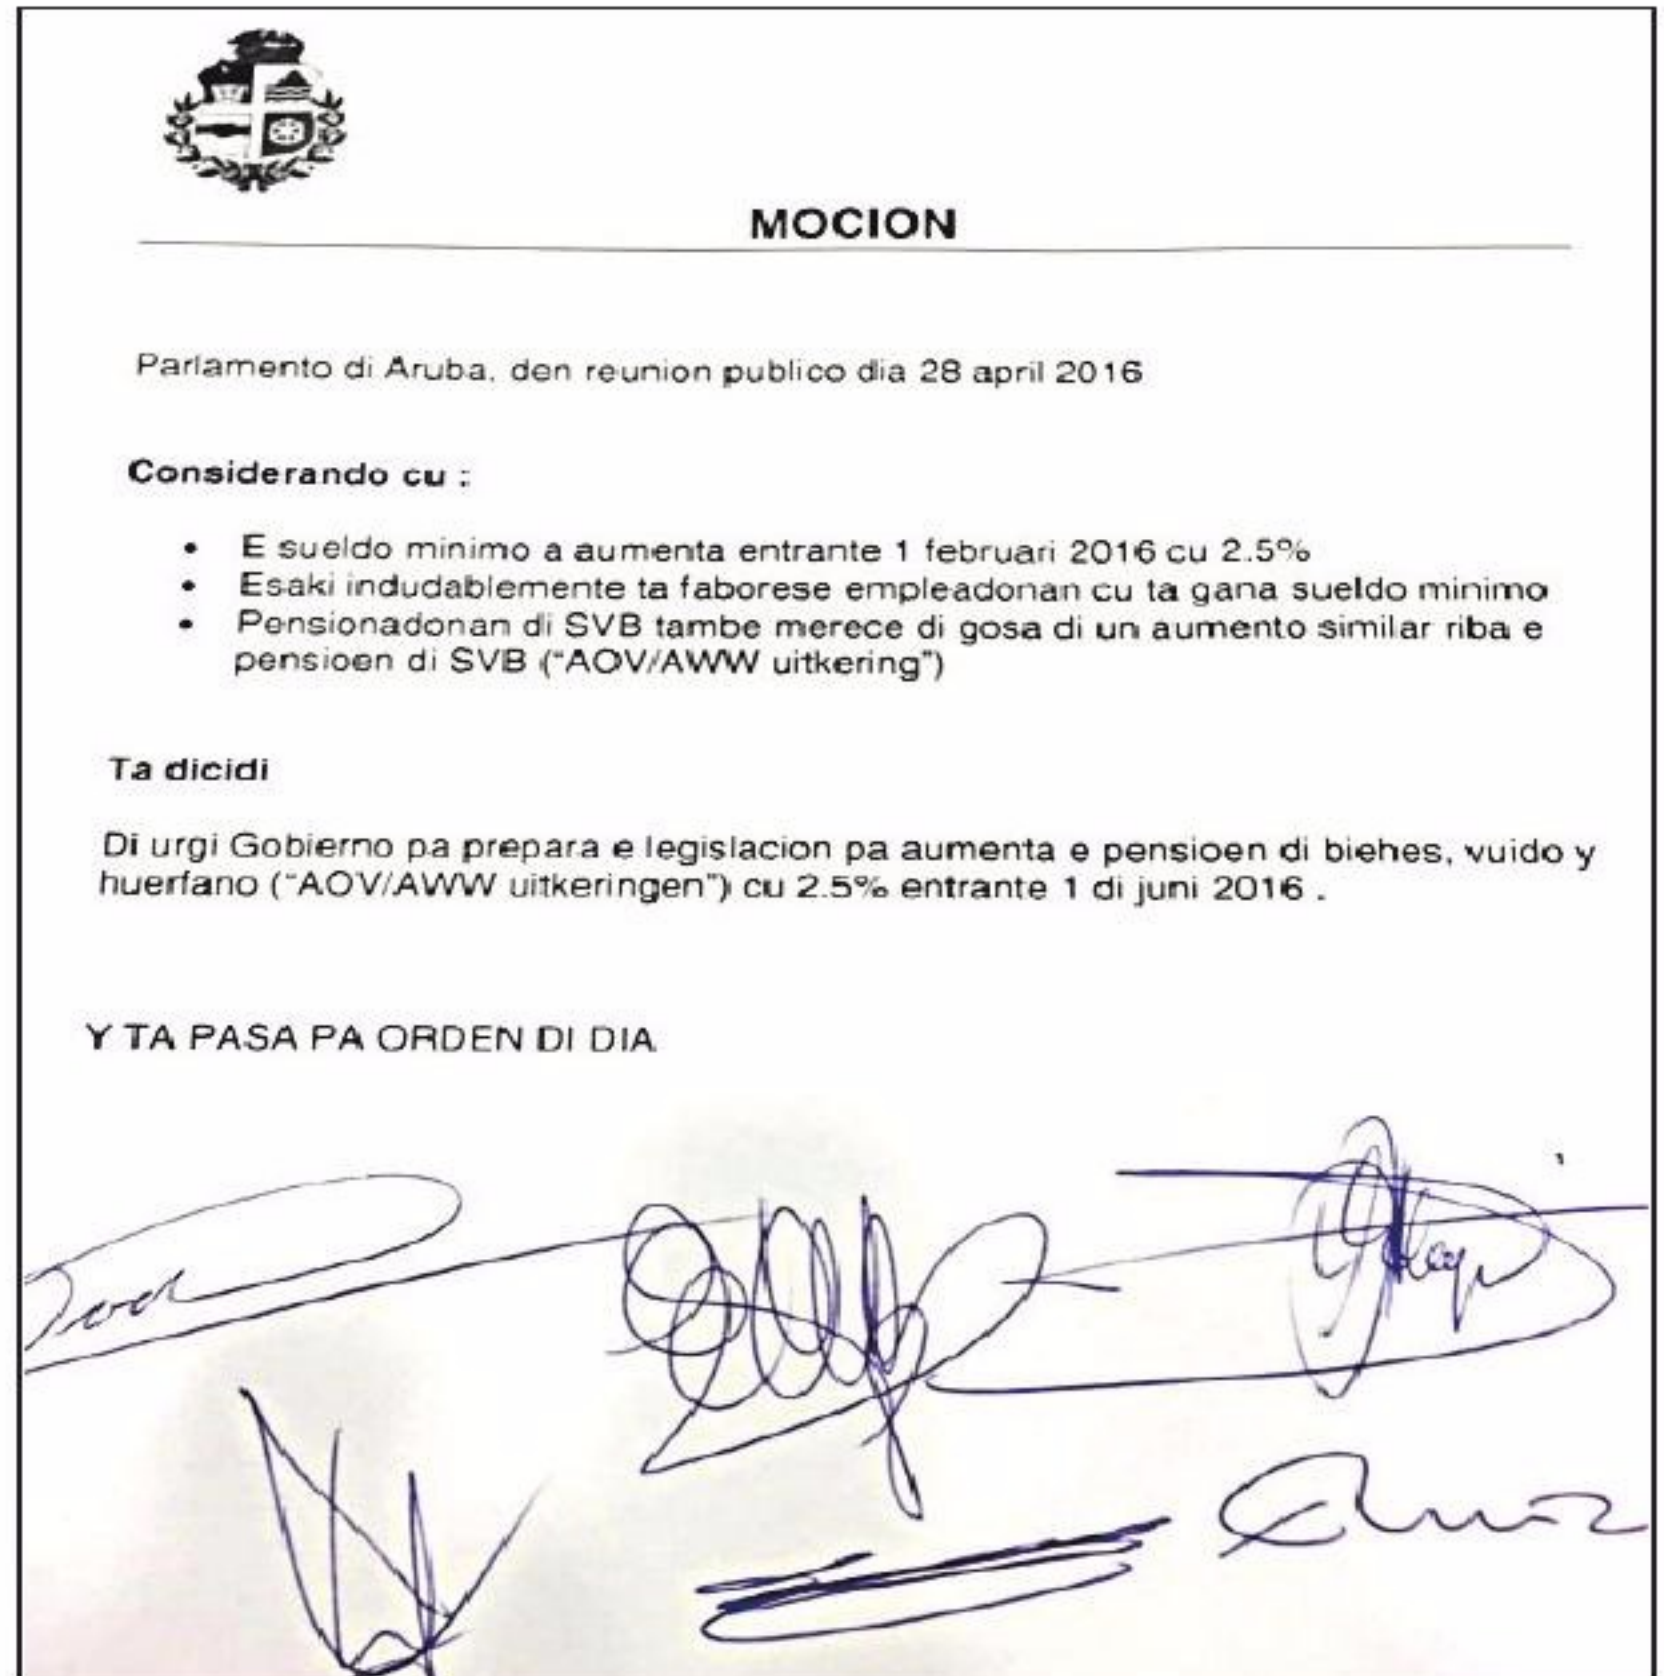 MOCION
Parlamento di Aruba, den reunion publico dia 28 april 2016
Considerando cu :
• E sueldo minimo a aumenta entrante 1 februari 2016 cu 2.5%
• Esaki indudablemente ta faborese empleadonan cu ta gana sueldo minimo
• Pensionadonan di SVB tambe merece di gosa di un aumento similar riba e
pensioen di SVB ("AOV/AWW uitkering")
Ta dicidi
Di urgi Gobierno pa prepara e legislacion pa aumenta e pensioen di biehes, vuido y
huerfano ("AOV/AWW uitkeringen") cu 2.5% entrante 1 di juni 2016 .
Y TA PASA PA ORDEN DI DIA